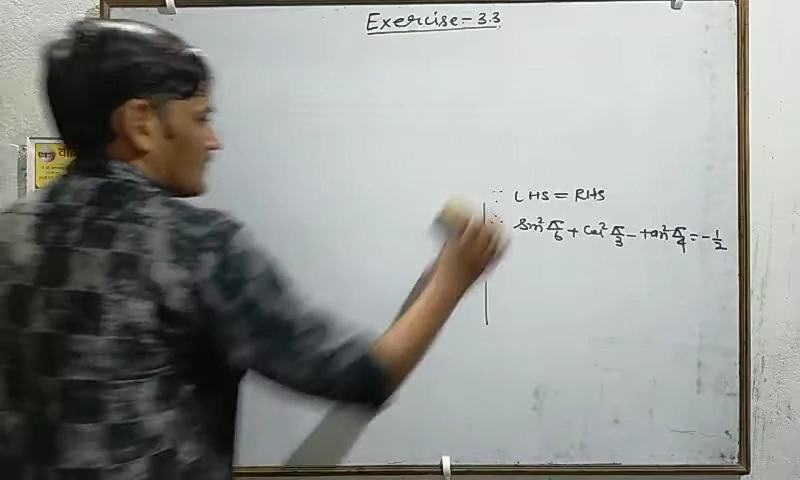 Exercise - 3.3
∵ LHS = RHS
∴ Sin² π/6 + Cos² π/3 - tan² π/4 = -1/2